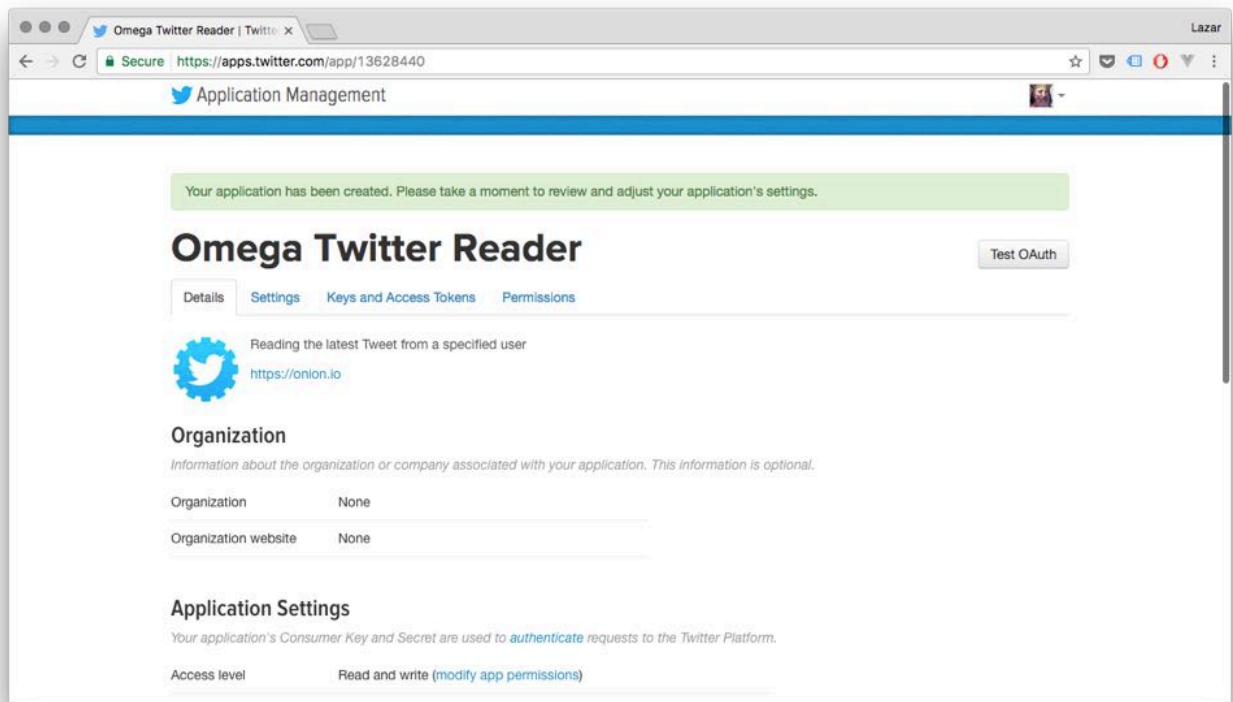 Omega Twitter Reader | Twitte
Lazar
Secure https://apps.twitter.com/app/13628440
Application Management
Your application has been created. Please take a moment to review and adjust your application's settings.
Omega Twitter Reader
Test OAuth
Details Settings Keys and Access Tokens Permissions
Reading the latest Tweet from a specified user
https://onion.io
Organization
Information about the organization or company associated with your application. This information is optional.
Organization None
Organization website None
Application Settings
Your application's Consumer Key and Secret are used to authenticate requests to the Twitter Platform.
Access level Read and write (modify app permissions)